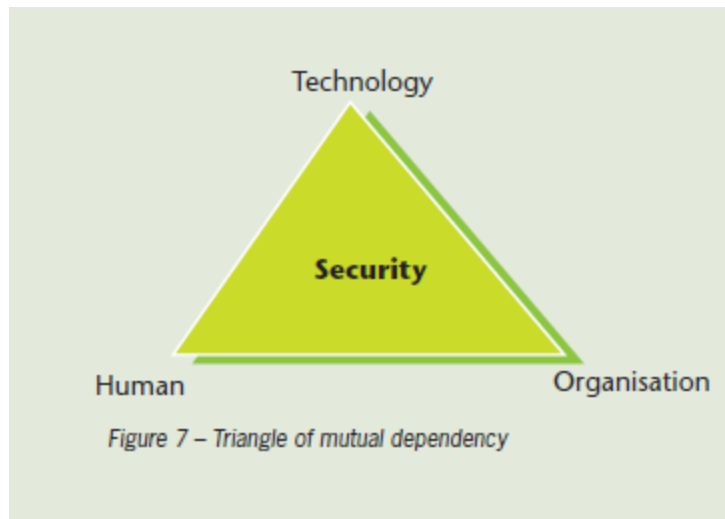 Technology
Security
Human
Organisation
Figure 7 – Triangle of mutual dependency